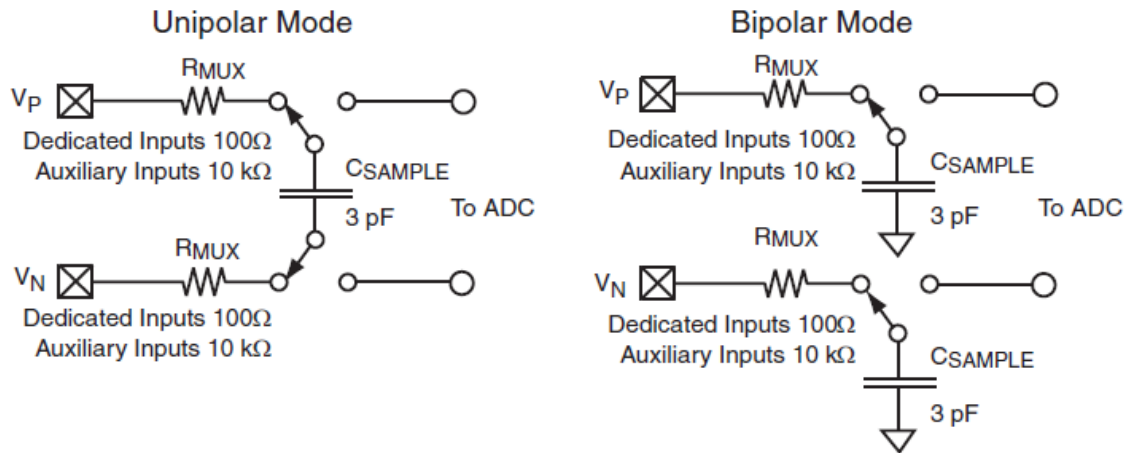 Unipolar Mode
RMUX
VP
Dedicated Inputs 100Ω
Auxiliary Inputs 10 kΩ
CSAMPLE
3 pF
To ADC
RMUX
VN
Dedicated Inputs 100Ω
Auxiliary Inputs 10 kΩ
Bipolar Mode
RMUX
VP
Dedicated Inputs 100Ω
Auxiliary Inputs 10 kΩ
CSAMPLE
3 pF
To ADC
RMUX
VN
Dedicated Inputs 100Ω
Auxiliary Inputs 10 kΩ
CSAMPLE
3 pF